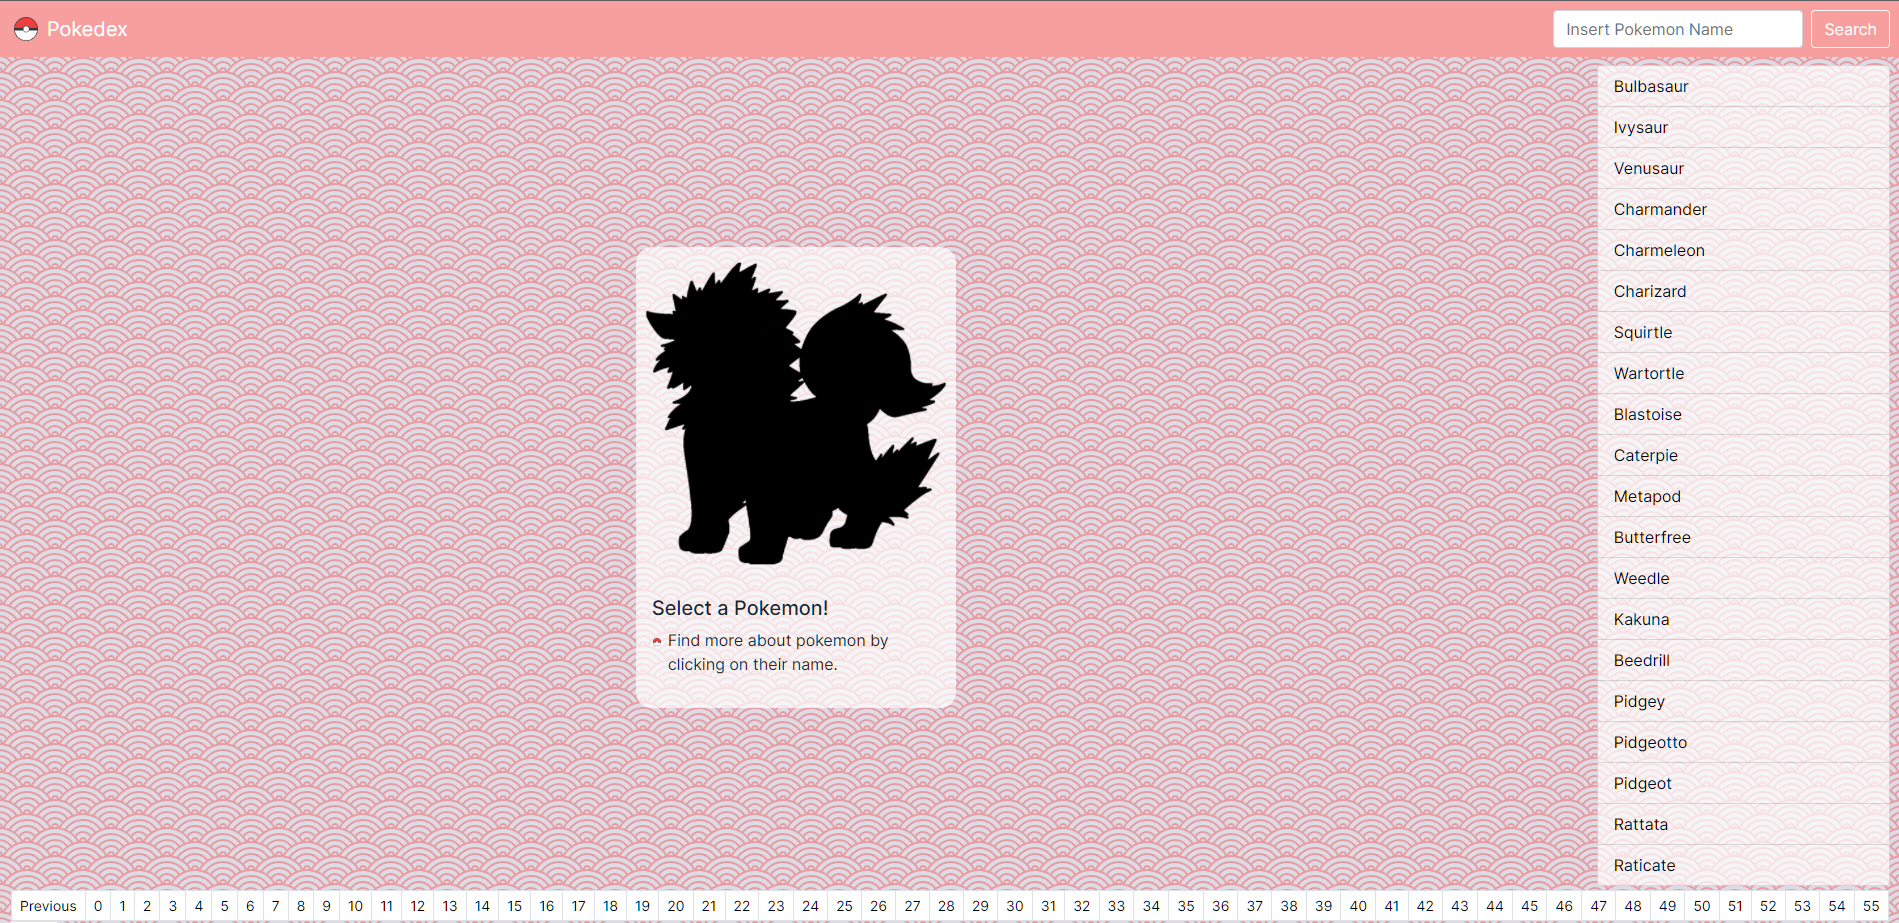 Pokedex
Insert Pokemon Name
Search
Bulbasaur
Ivysaur
Venusaur
Charmander
Charmeleon
Charizard
Squirtle
Wartortle
Blastoise
Caterpie
Metapod
Butterfree
Weedle
Kakuna
Beedrill
Pidgey
Pidgeotto
Pidgeot
Rattata
Raticate
Select a Pokemon!
Find more about pokemon by
clicking on their name.
Previous 0 1 2 3 4 5 6 7 8 9 10 11 12 13 14 15 16 17 18 19 20 21 22 23 24 25 26 27 28 29 30 31 32 33 34 35 36 37 38 39 40 41 42 43 44 45 46 47 48 49 50 51 52 53 54 55